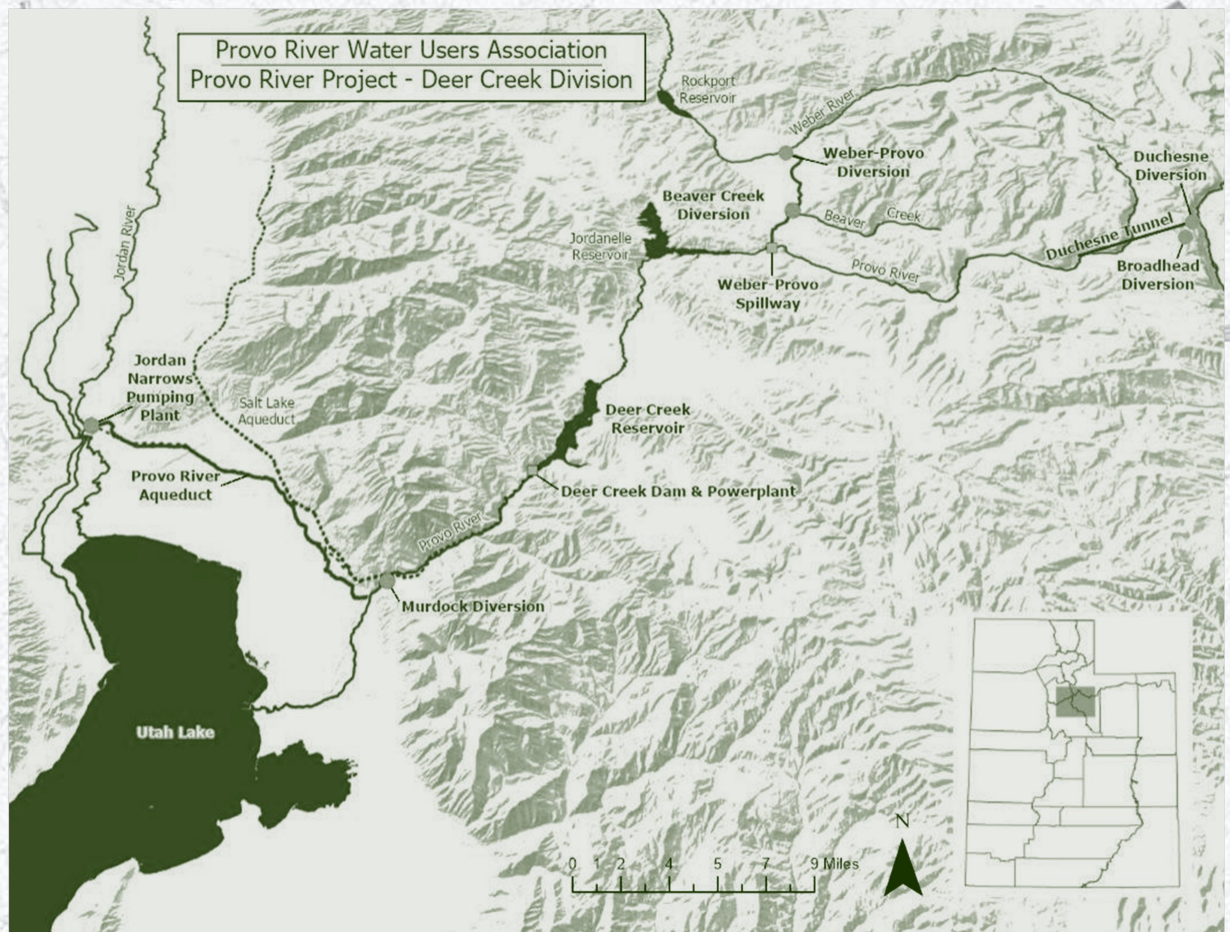 Provo River Water Users Association
Provo River Project - Deer Creek Division
Rockport
Reservoir
Weber River
Weber-Provo
Diversion
Duchesne
Diversion
Beaver Creek
Diversion
Jordan River
Beaver Creek
Jordanelle
Reservoir
Duchesne Tunnel
Provo River
Broadhead
Diversion
Weber-Provo
Spillway
Jordan
Narrows
Pumping
Plant
Salt Lake
Aqueduct
Deer Creek
Reservoir
Provo River
Aqueduct
Deer Creek Dam & Powerplant
Provo River
Murdock Diversion
Utah Lake
N
0 1 2 4 5 7 9 Miles